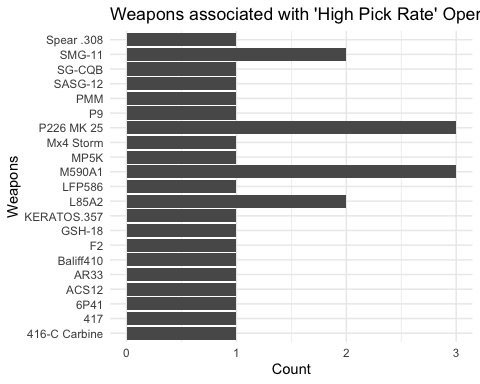 Weapons associated with 'High Pick Rate' Oper
Spear .308
SMG-11
SG-CQB
SASG-12
PMM
P9
P226 MK 25
Mx4 Storm
MP5K
M590A1
LFP586
L85A2
KERATOS.357
GSH-18
F2
Baliff410
AR33
ACS12
6P41
417
416-C Carbine
Weapons
0 1 2 3
Count